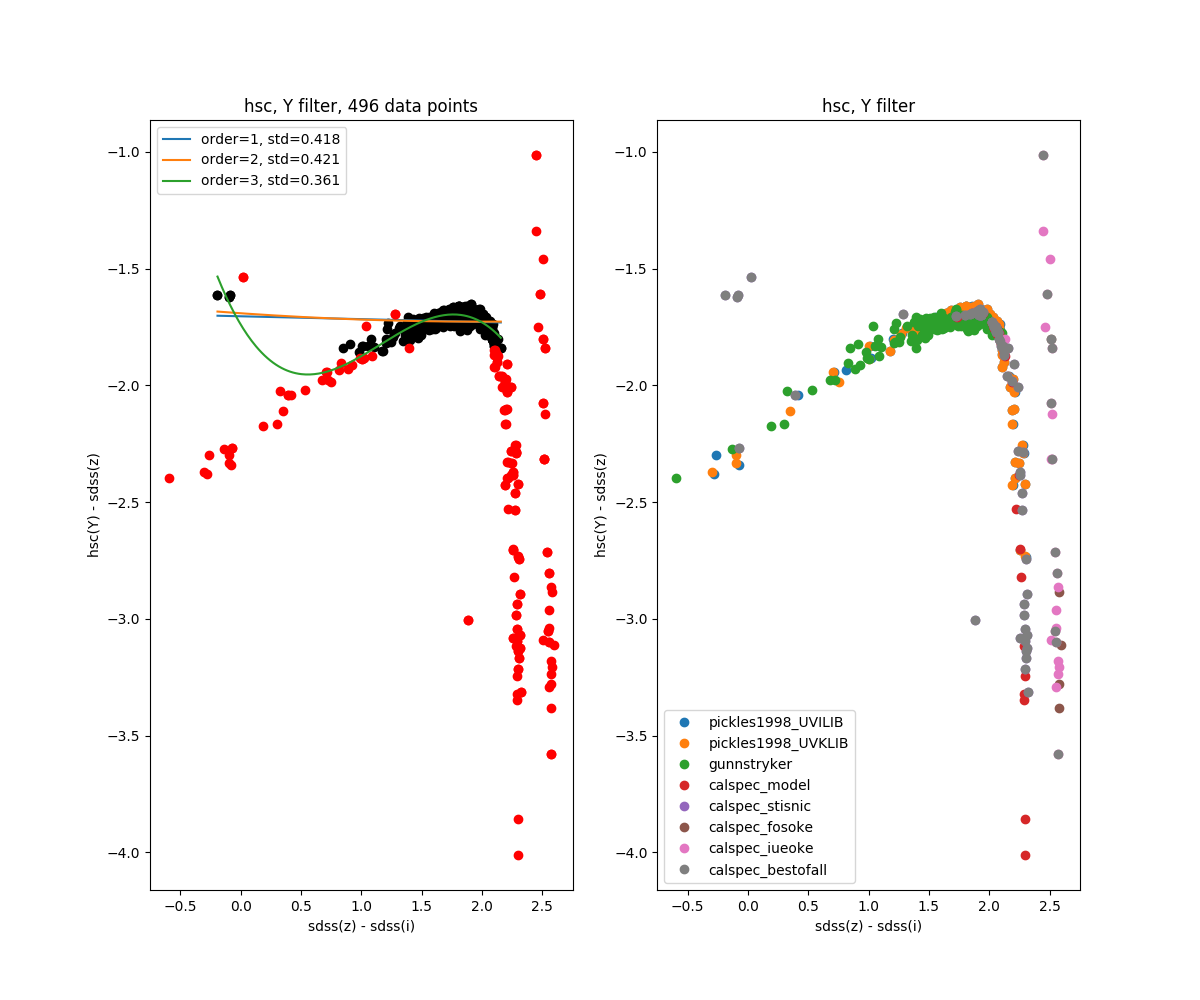 hsc, Y filter, 496 data points
order=1, std=0.418
order=2, std=0.421
order=3, std=0.361
−1.0
−1.5
−2.0
−2.5
−3.0
−3.5
−4.0
hsc(Y) - sdss(z)
−0.5 0.0 0.5 1.0 1.5 2.0 2.5
sdss(z) - sdss(i)
hsc, Y filter
−1.0
−1.5
−2.0
−2.5
−3.0
−3.5
−4.0
hsc(Y) - sdss(z)
pickles1998_UVILIB
pickles1998_UVKLIB
gunnstryker
calspec_model
calspec_stisnic
calspec_fosoke
calspec_iueoke
calspec_bestofall
−0.5 0.0 0.5 1.0 1.5 2.0 2.5
sdss(z) - sdss(i)